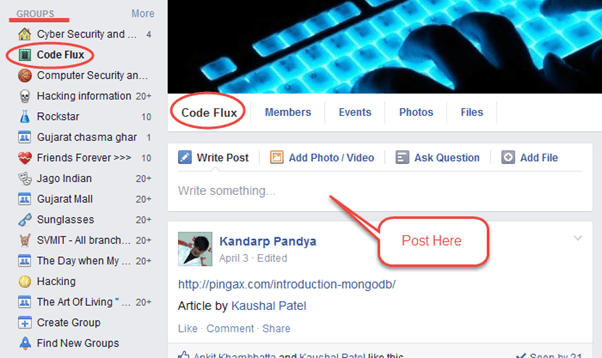 GROUPS More
Cyber Security and ... 4
Code Flux
Computer Security an...
Hacking information 20+
Rockstar 10
Gujarat chasma ghar 1
Friends Forever >>> 10
Jago Indian 20+
Gujarat Mall 20+
Sunglasses 20+
SVMIT - All branch... 20+
The Day when My ... 20+
Hacking 20+
The Art Of Living " ... 20+
Create Group
Find New Groups
Code Flux Members Events Photos Files
Write Post Add Photo / Video Ask Question Add File
Write something...
Post Here
Kandarp Pandya
April 3 · Edited
http://pingax.com/introduction-mongodb/
Article by Kaushal Patel
Like · Comment · Share
Ankit Khambhatta and Kaushal Patel like this. Seen by 21